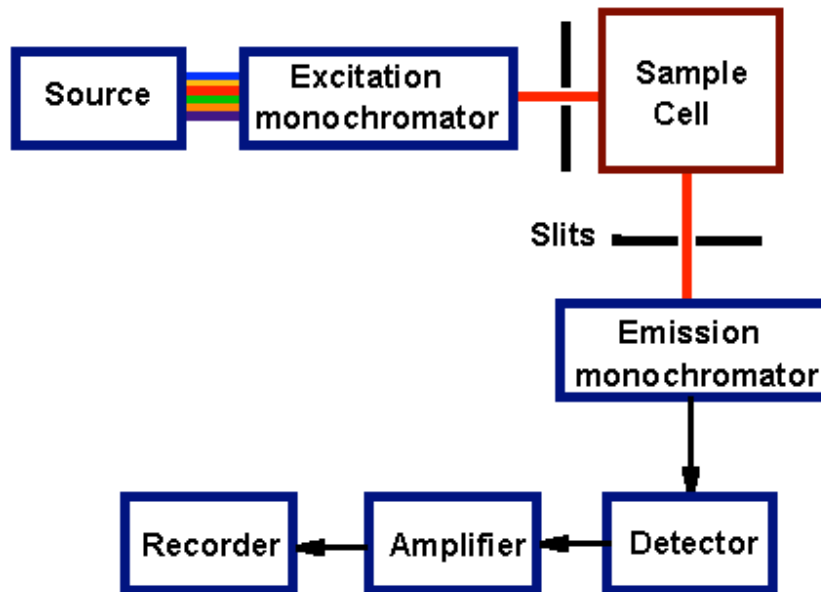 Source
Excitation
monochromator
Sample
Cell
Slits
Emission
monochromator
Recorder
Amplifier
Detector